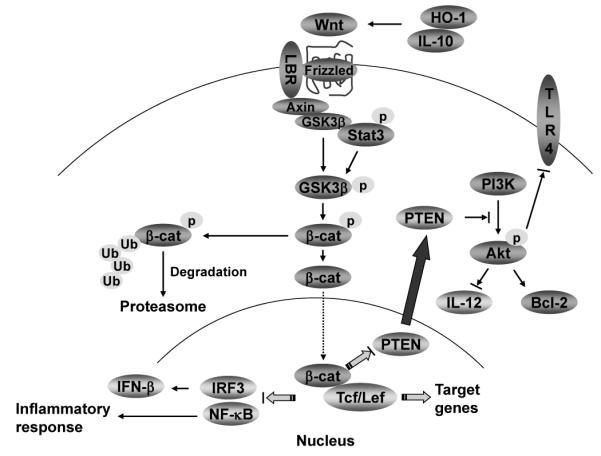 HO-1
Wnt
IL-10
LBR
Frizzled
TLR4
Axin
GSK3β
p
Stat3
GSK3β
p
PI3K
PTEN
p
p
β-cat
β-cat
p
Akt
Ub
Ub
Ub
Ub
Degradation
β-cat
Proteasome
IL-12
Bcl-2
PTEN
β-cat
IFN-β
IRF3
Tcf/Lef
Target
genes
Inflammatory
response
NF-κB
Nucleus